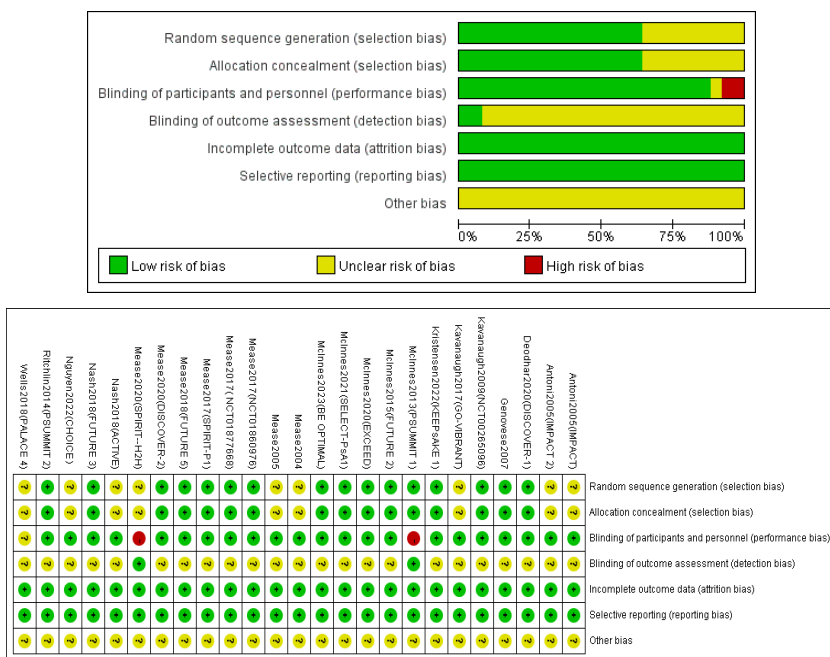 Random sequence generation (selection bias)
Allocation concealment (selection bias)
Blinding of participants and personnel (performance bias)
Blinding of outcome assessment (detection bias)
Incomplete outcome data (attrition bias)
Selective reporting (reporting bias)
Other bias
0% 25% 50% 75% 100%
Low risk of bias Unclear risk of bias High risk of bias
Wells2018(PALACE 4)
Ritchlin2014(PSUMMIT 2)
Nguyen2022(CHOICE)
Nash2018(FUTURE 3)
Nash2018(ACTIVE)
Mease2020(SPIRIT-H2H)
Mease2020(DISCOVER-2)
Mease2018(FUTURE 5)
Mease2017(SPIRIT-P1)
Mease2017( NCT01877668)
Mease2017(NCT01860976)
Mease2005
Mease2004
McInnes2023(BE OPTIMAL)
McInnes2021(SELECT-PsA1)
McInnes2020(EXCEED)
McInnes2015(FUTURE 2)
McInnes2013(PSUMMIT 1)
Kristensen2022(KEEPsAKE 1)
Kavanaugh2017(GO-VIBRANT)
Kavanaugh2009(NCT00265096)
Genovese2007
Deodhar2020(DISCOVER-1)
Antoni2005(IMPACT 2)
Antoni2005(IMPACT)
? + ? + ? ? + + + + + ? ? + + + + + + ? + + + ? ? Random sequence generation (selection bias)
? + ? + ? ? + + + + + ? ? + + + + + + ? + + + ? ? Allocation concealment (selection bias)
? + ? + + - + + + + + + + + + + + - + + + + + + + Blinding of participants and personnel (performance bias)
? ? ? ? ? + ? ? ? ? ? ? ? ? ? ? ? + ? ? ? ? ? ? ? Blinding of outcome assessment (detection bias)
+ + + + + + + + + + + + + + + + + + + + + + + + + Incomplete outcome data (attrition bias)
+ + + + + + + + + + + + + + + + + + + + + + + + + Selective reporting (reporting bias)
? ? ? ? ? ? ? ? ? ? ? ? ? ? ? ? ? ? ? ? ? ? ? ? ? Other bias